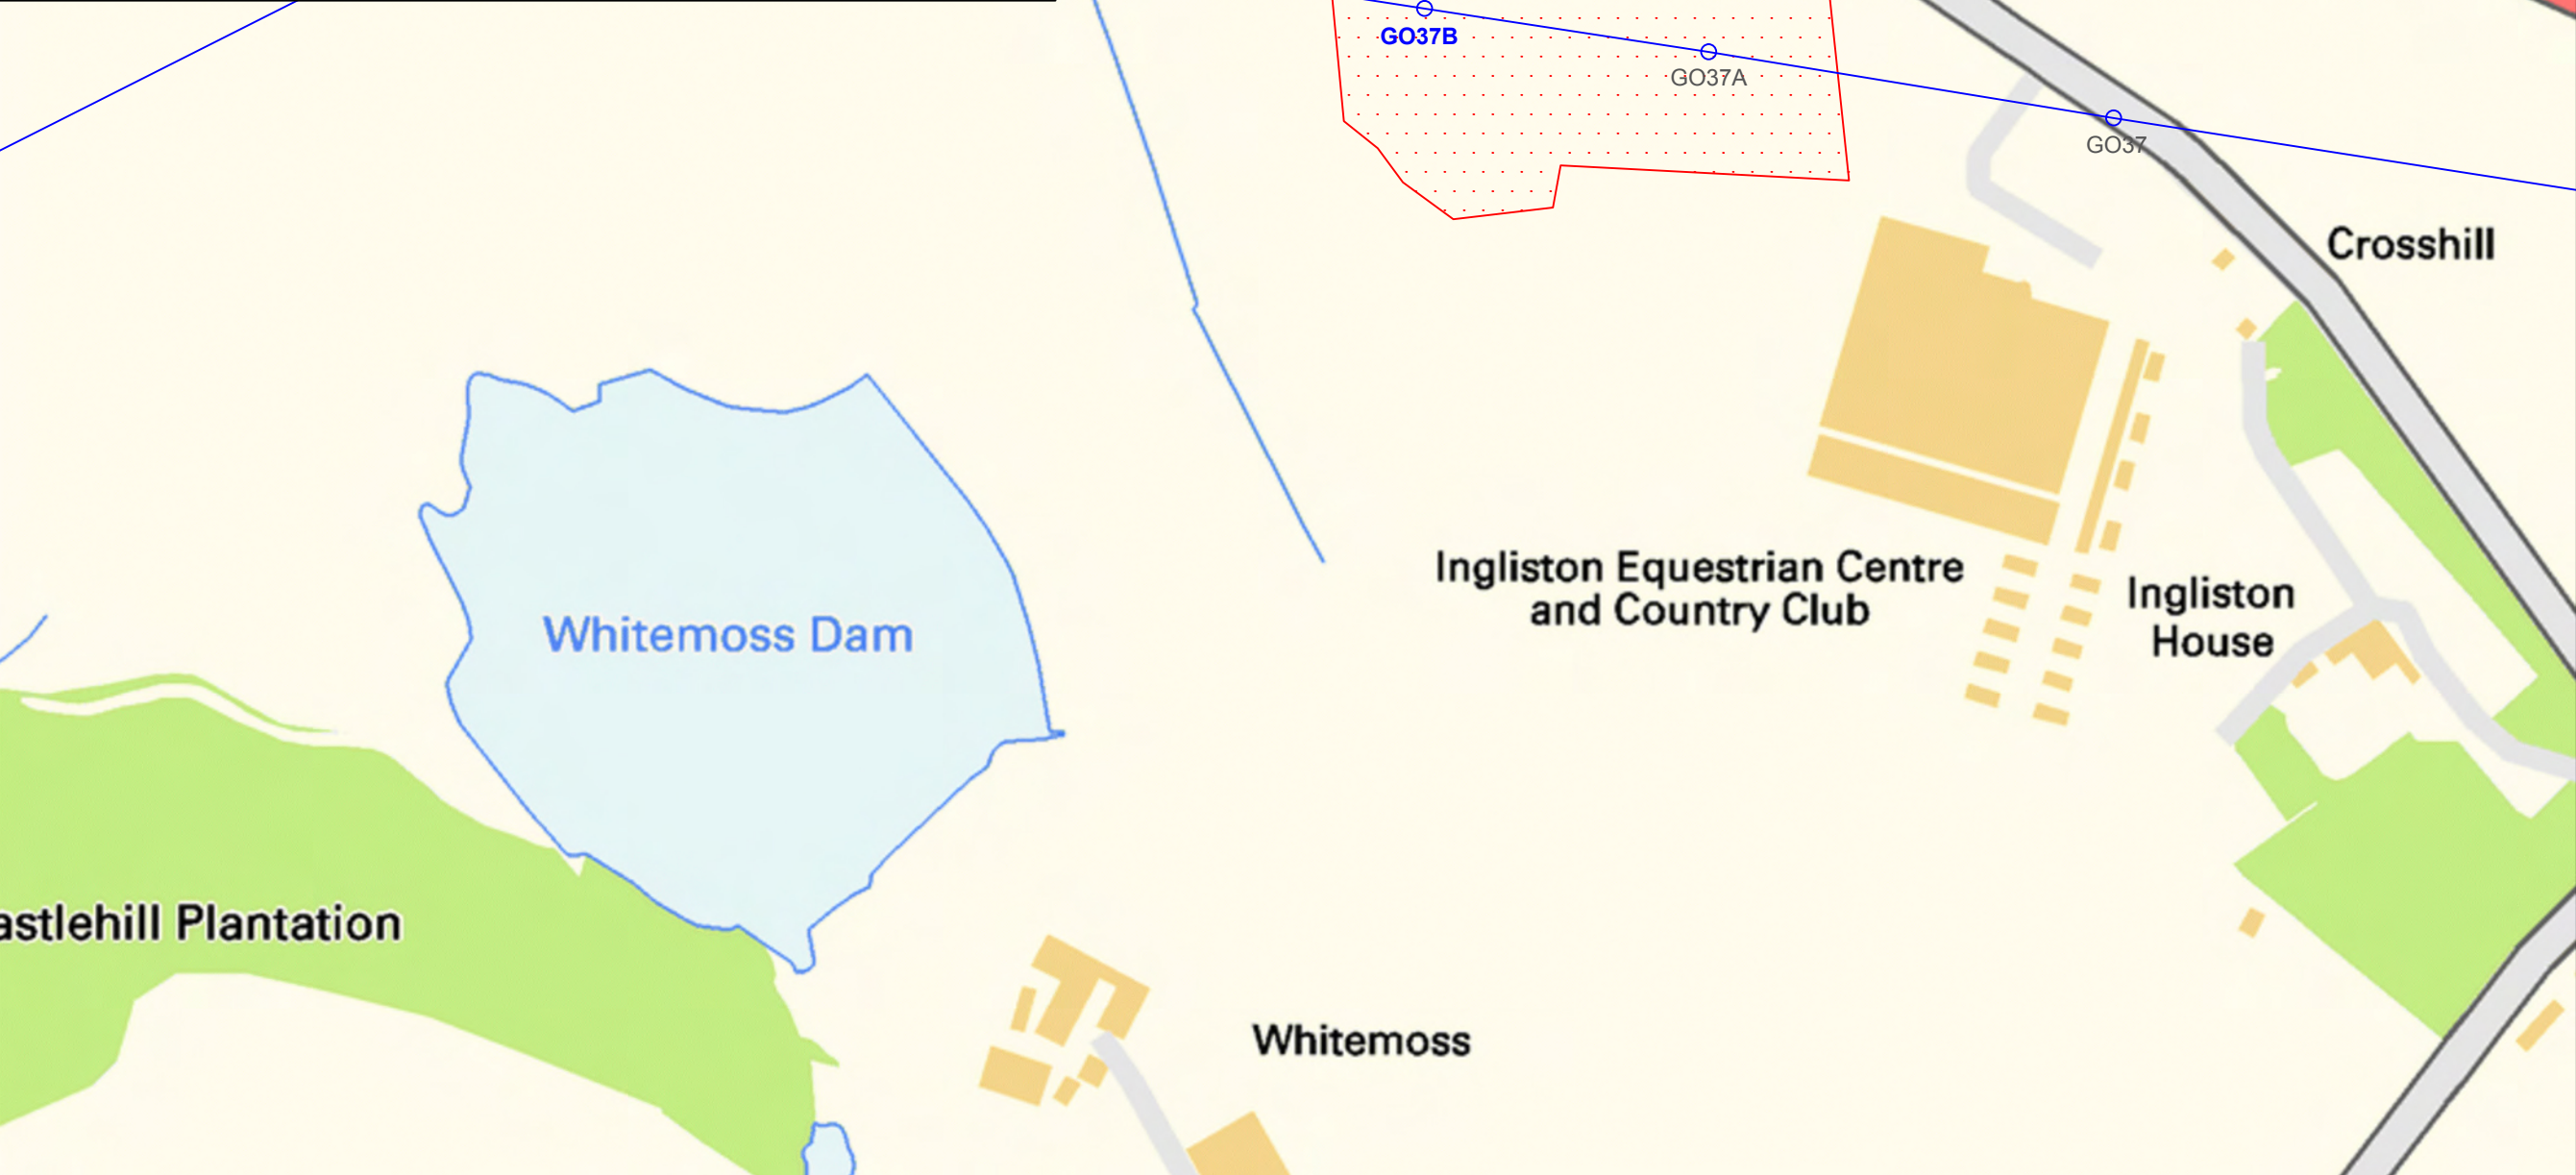 GO37B
GO37A
GO37
Crosshill
Ingliston Equestrian Centre
and Country Club
Ingliston
House
Whitemoss Dam
astlehill Plantation
Whitemoss